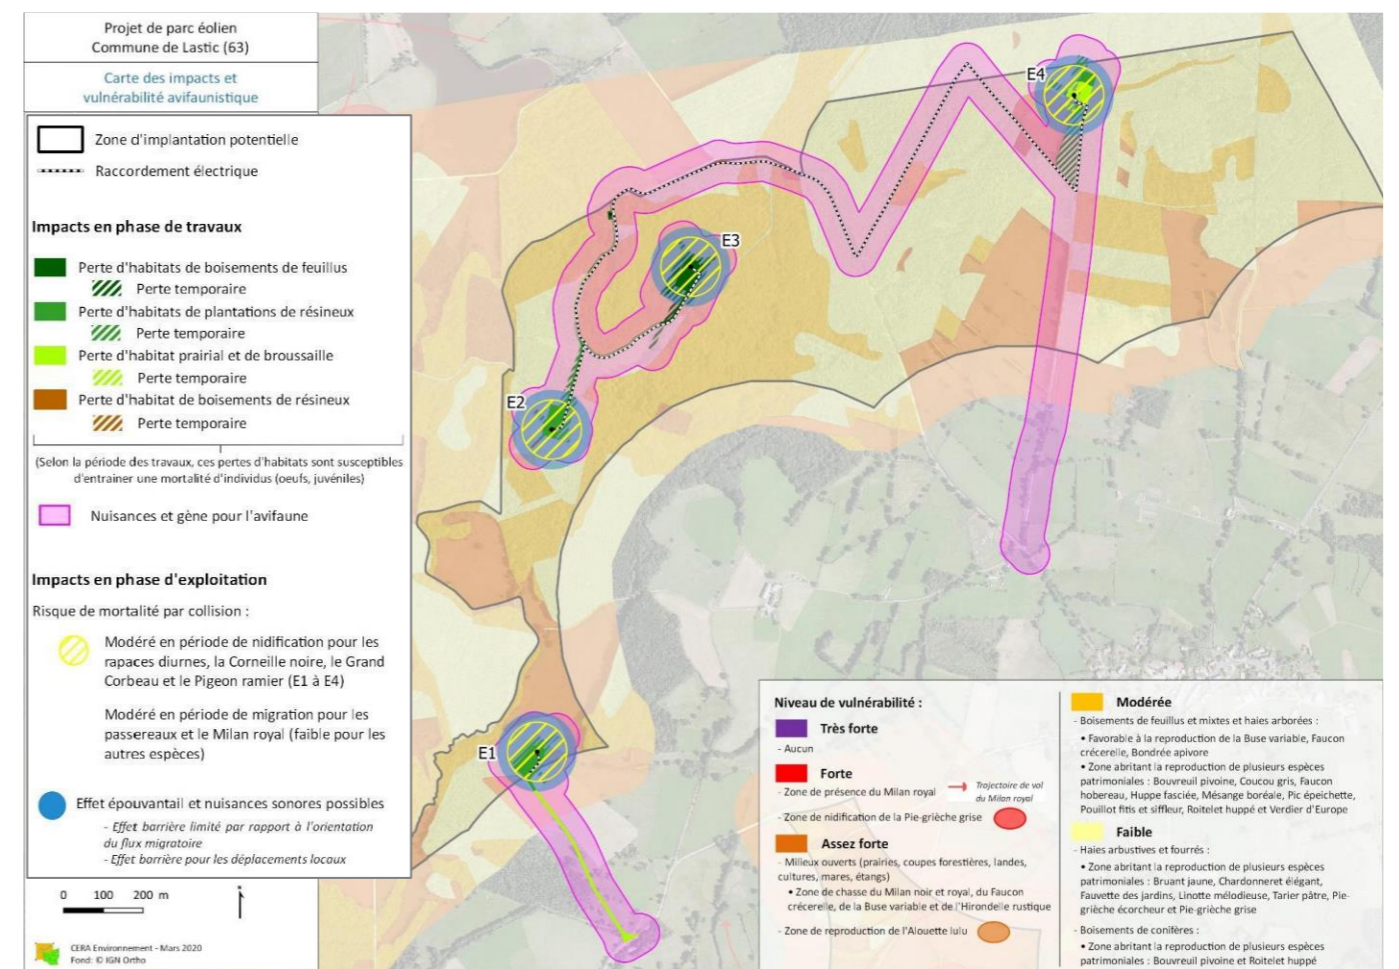 Projet de parc éolien
Commune de Lastic (63)
Carte des impacts et
vulnérabilité avifaunistique
Zone d'implantation potentielle
Raccordement électrique
Impacts en phase de travaux
Perte d'habitats de boisements de feuillus
Perte temporaire
Perte d'habitats de plantations de résineux
Perte temporaire
Perte d'habitat prairial et de broussaille
Perte temporaire
Perte d'habitat de boisements de résineux
Perte temporaire
(Selon la période des travaux, ces pertes d'habitats sont susceptibles
d'entrainer une mortalité d'individus (oeufs, juvéniles)
Nuisances et gêne pour l'avifaune
Impacts en phase d'exploitation
Risque de mortalité par collision :
Modéré en période de nidification pour les
rapaces diurnes, la Corneille noire, le Grand
Corbeau et le Pigeon ramier (E1 à E4)
Modéré en période de migration pour les
passereaux et le Milan royal (faible pour les
autres espèces)
Effet épouvantail et nuisances sonores possibles
- Effet barrière limité par rapport à l'orientation
du flux migratoire
- Effet barrière pour les déplacements locaux
0 100 200 m
CERA Environnement - Mars 2020
Fond: © IGN Ortho
E4
E3
E2
E1
Niveau de vulnérabilité :
Très forte
- Aucun
Forte
- Zone de présence du Milan royal
Trajectoire de vol
du Milan royal
- Zone de nidification de la Pie-grièche grise
Assez forte
- Milieux ouverts (prairies, coupes forestières, landes,
cultures, mares, étangs)
• Zone de chasse du Milan noir et royal, du Faucon
crécerelle, de la Buse variable et de l'Hirondelle rustique
- Zone de reproduction de l'Alouette lulu
Modérée
- Boisements de feuillus et mixtes et haies arborées :
• Favorable à la reproduction de la Buse variable, Faucon
crécerelle, Bondrée apivore
• Zone abritant la reproduction de plusieurs espèces
patrimoniales : Bouvreuil pivoine, Coucou gris, Faucon
hobereau, Huppe fasciée, Mésange boréale, Pic épeichette,
Pouillot fitis et siffleur, Roitelet huppé et Verdier d'Europe
Faible
- Haies arbustives et fourrés :
• Zone abritant la reproduction de plusieurs espèces
patrimoniales : Bruant jaune, Chardonneret élégant,
Fauvette des jardins, Linotte mélodieuse, Tarier pâtre, Pie-
grièche écorcheur et Pie-grièche grise
- Boisements de conifères :
• Zone abritant la reproduction de plusieurs espèces
patrimoniales : Bouvreuil pivoine et Roitelet huppé